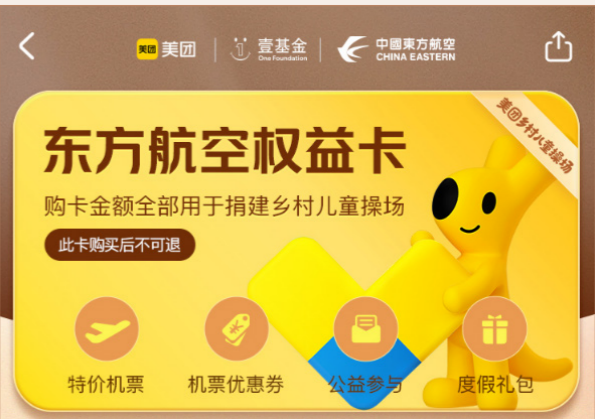 美团 美团 壹基金 中國東方航空
One Foundation CHINA EASTERN
美团乡村儿童操场
东方航空权益卡
购卡金额全部用于捐建乡村儿童操场
此卡购买后不可退
特价机票 机票优惠券 公益参与 度假礼包